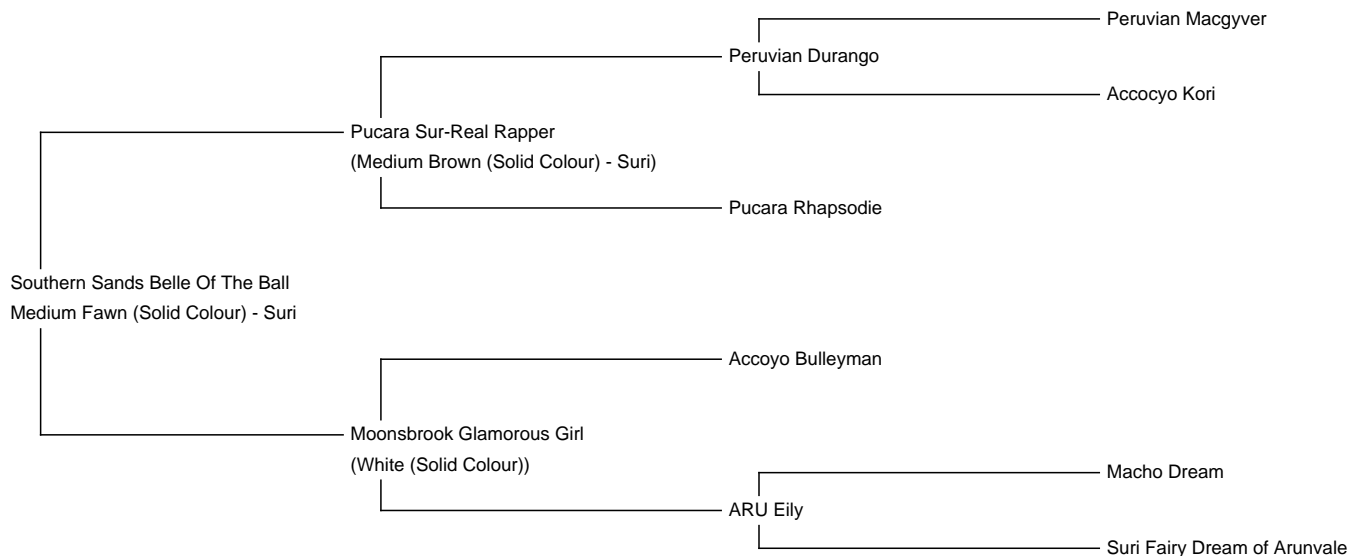 Peruvian Macgyver
Peruvian Durango
Accocyo Kori
Pucara Sur-Real Rapper
(Medium Brown (Solid Colour) - Suri)
Pucara Rhapsodie
Southern Sands Belle Of The Ball
Medium Fawn (Solid Colour) - Suri
Accoyo Bulleyman
Moonsbrook Glamorous Girl
(White (Solid Colour))
Macho Dream
ARU Eily
Suri Fairy Dream of Arunvale